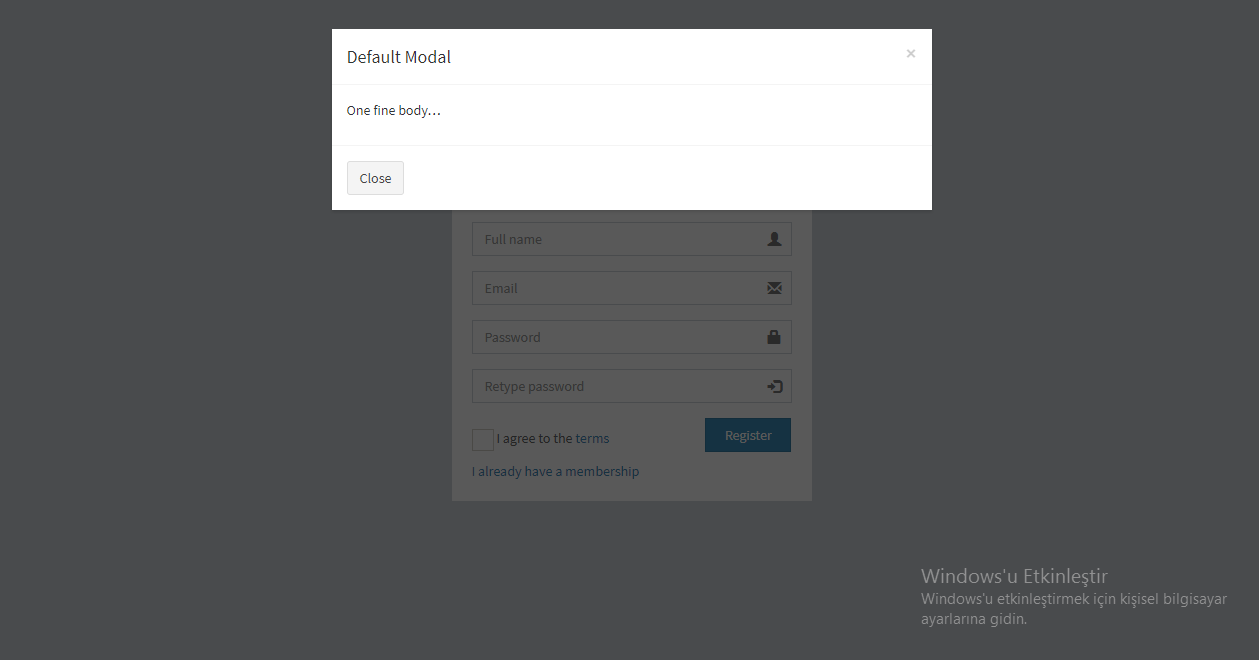 Default Modal ×
One fine body…
Close
Full name
Email
Password
Retype password
I agree to the terms
Register
I already have a membership
Windows'u Etkinleştir
Windows'u etkinleştirmek için kişisel bilgisayar
ayarlarına gidin.